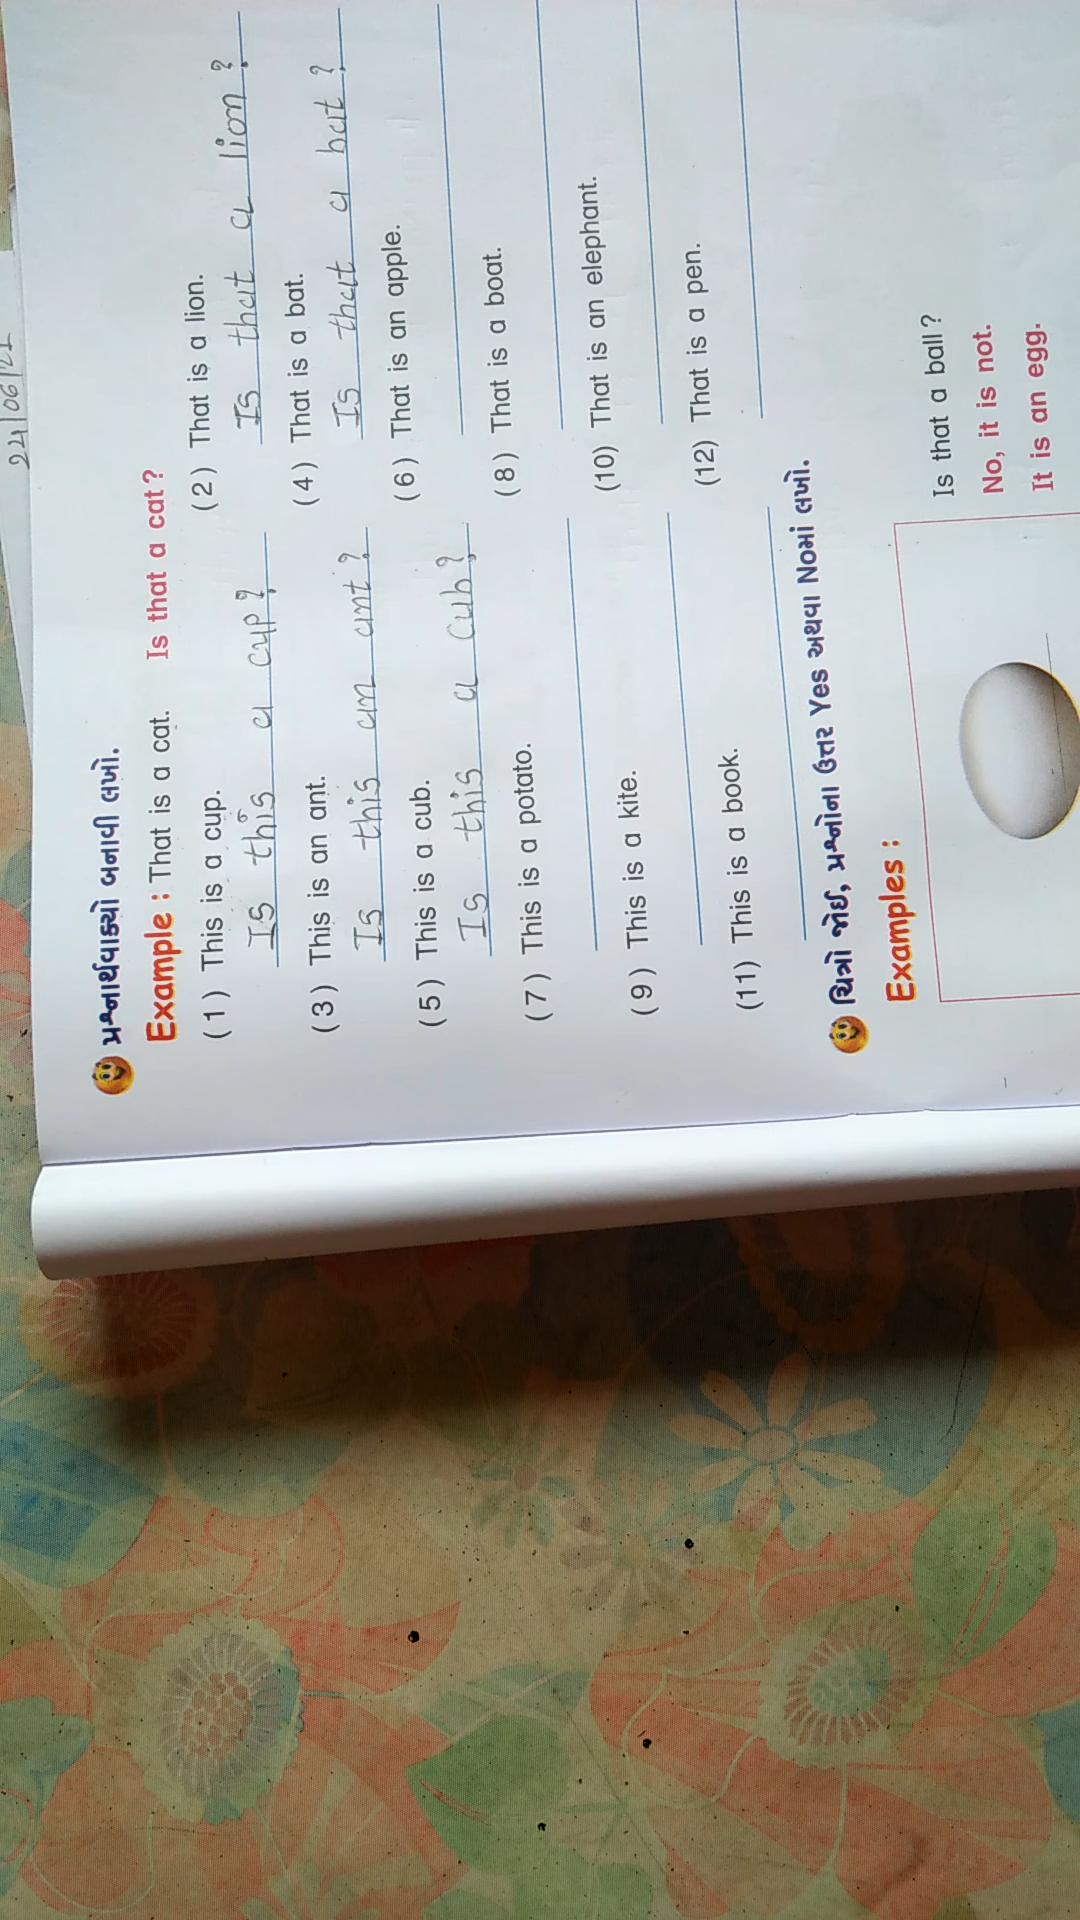 24/06/21
પ્રશ્નાર્થવાક્યો બનાવી લખો.
Example : That is a cat. Is that a cat?
(1) This is a cup. (2) That is a lion.
Is this a cup? Is that a lion?
(3) This is an ant. (4) That is a bat.
Is this an ant? Is that a bat?
(5) This is a cub. (6) That is an apple.
Is this a cub?
(7) This is a potato. (8) That is a boat.
(9) This is a kite. (10) That is an elephant.
(11) This is a book. (12) That is a pen.
ચિત્રો જોઈ, પ્રશ્નોના ઉત્તર Yes અથવા Noમાં લખો.
Examples :
Is that a ball?
No, it is not.
It is an egg.